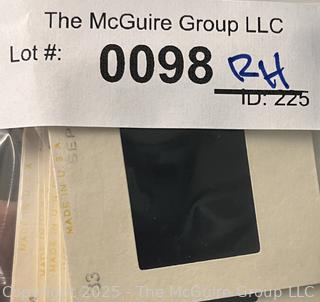 The McGuire Group LLC
Lot #: 0098 RH
ID: 225
MADE IN U.S.A
MADE IN U.S.A
SEP
Copyright 2025 - The McGuire Group LLC